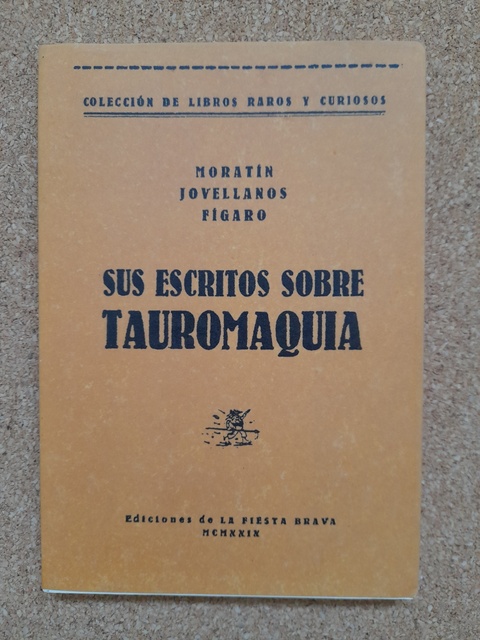 COLECCIÓN DE LIBROS RAROS Y CURIOSOS
MORATÍN
JOVELLANOS
FÍGARO
SUS ESCRITOS SOBRE
TAUROMAQUIA
Ediciones de LA FIESTA BRAVA
MCMXXIX